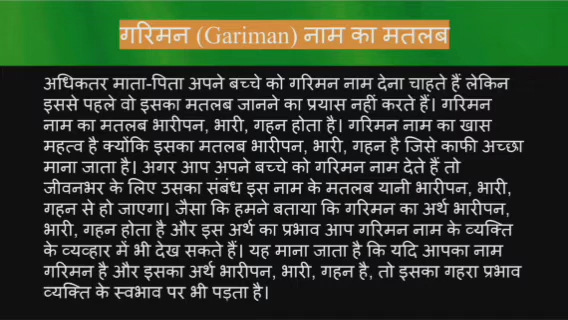 गरिमन (Gariman) नाम का मतलब
अधिकतर माता-पिता अपने बच्चे को गरिमन नाम देना चाहते हैं लेकिन
इससे पहले वो इसका मतलब जानने का प्रयास नहीं करते हैं। गरिमन
नाम का मतलब भारीपन, भारी, गहन होता है। गरिमन नाम का खास
महत्व है क्योंकि इसका मतलब भारीपन, भारी, गहन है जिसे काफी अच्छा
माना जाता है। अगर आप अपने बच्चे को गरिमन नाम देते हैं तो
जीवनभर के लिए उसका संबंध इस नाम के मतलब यानी भारीपन, भारी,
गहन से हो जाएगा। जैसा कि हमने बताया कि गरिमन का अर्थ भारीपन,
भारी, गहन होता है और इस अर्थ का प्रभाव आप गरिमन नाम के व्यक्ति
के व्यव्हार में भी देख सकते हैं। यह माना जाता है कि यदि आपका नाम
गरिमन है और इसका अर्थ भारीपन, भारी, गहन है, तो इसका गहरा प्रभाव
व्यक्ति के स्वभाव पर भी पड़ता है।